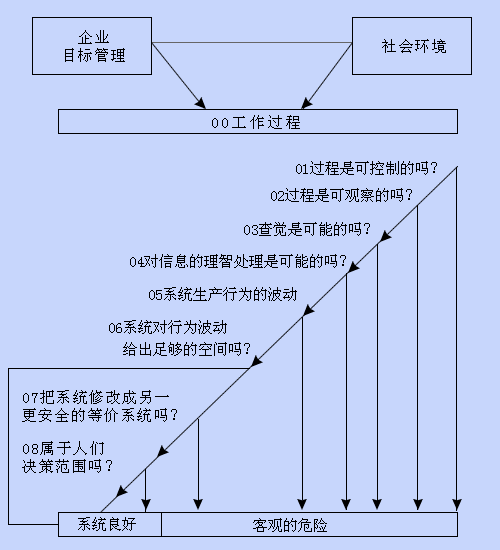 企业
目标管理
社会环境
00工作过程
01过程是可控制的吗?
02过程是可观察的吗?
03查觉是可能的吗?
04对信息的理智处理是可能的吗?
05系统生产行为的波动
06系统对行为波动
给出足够的空间吗?
07把系统修改成另一
更安全的等价系统吗?
08属于人们
决策范围吗?
系统良好
客观的危险